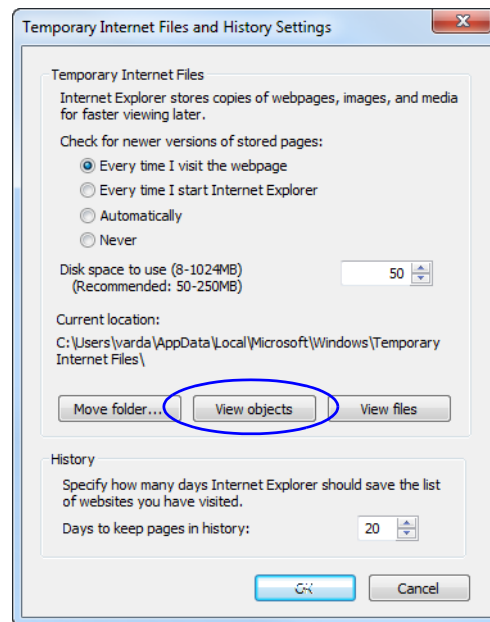 Temporary Internet Files and History Settings
Temporary Internet Files
Internet Explorer stores copies of webpages, images, and media
for faster viewing later.
Check for newer versions of stored pages:
Every time I visit the webpage
Every time I start Internet Explorer
Automatically
Never
Disk space to use (8-1024MB)
50
(Recommended: 50-250MB)
Current location:
C:\Users\varda\AppData\Local\Microsoft\Windows\Temporary
Internet Files\
Move folder... View objects View files
History
Specify how many days Internet Explorer should save the list
of websites you have visited.
Days to keep pages in history: 20
OK Cancel